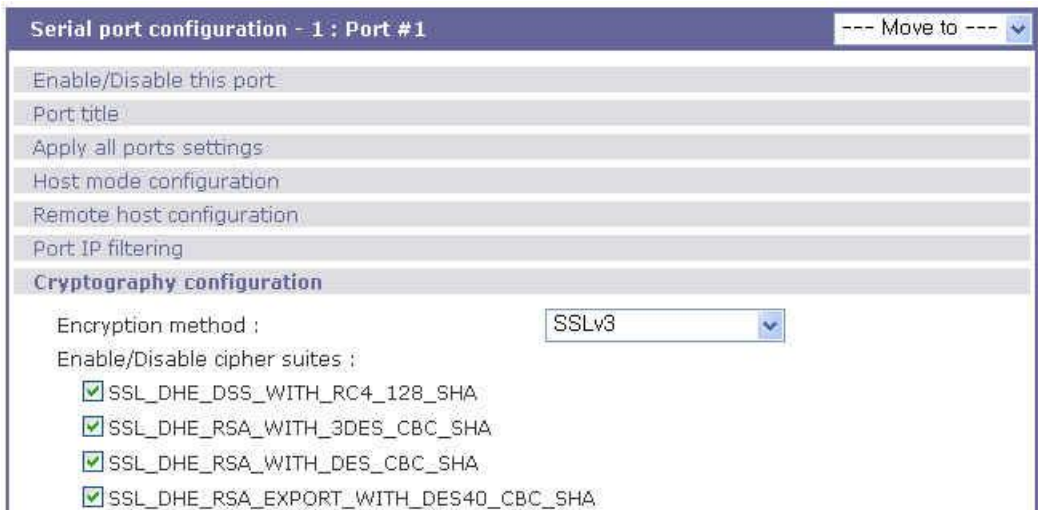 Serial port configuration - 1 : Port #1
--- Move to ---
Enable/Disable this port
Port title
Apply all ports settings
Host mode configuration
Remote host configuration
Port IP filtering
Cryptography configuration
Encryption method : SSLv3
Enable/Disable cipher suites :
SSL_DHE_DSS_WITH_RC4_128_SHA
SSL_DHE_RSA_WITH_3DES_CBC_SHA
SSL_DHE_RSA_WITH_DES_CBC_SHA
SSL_DHE_RSA_EXPORT_WITH_DES40_CBC_SHA